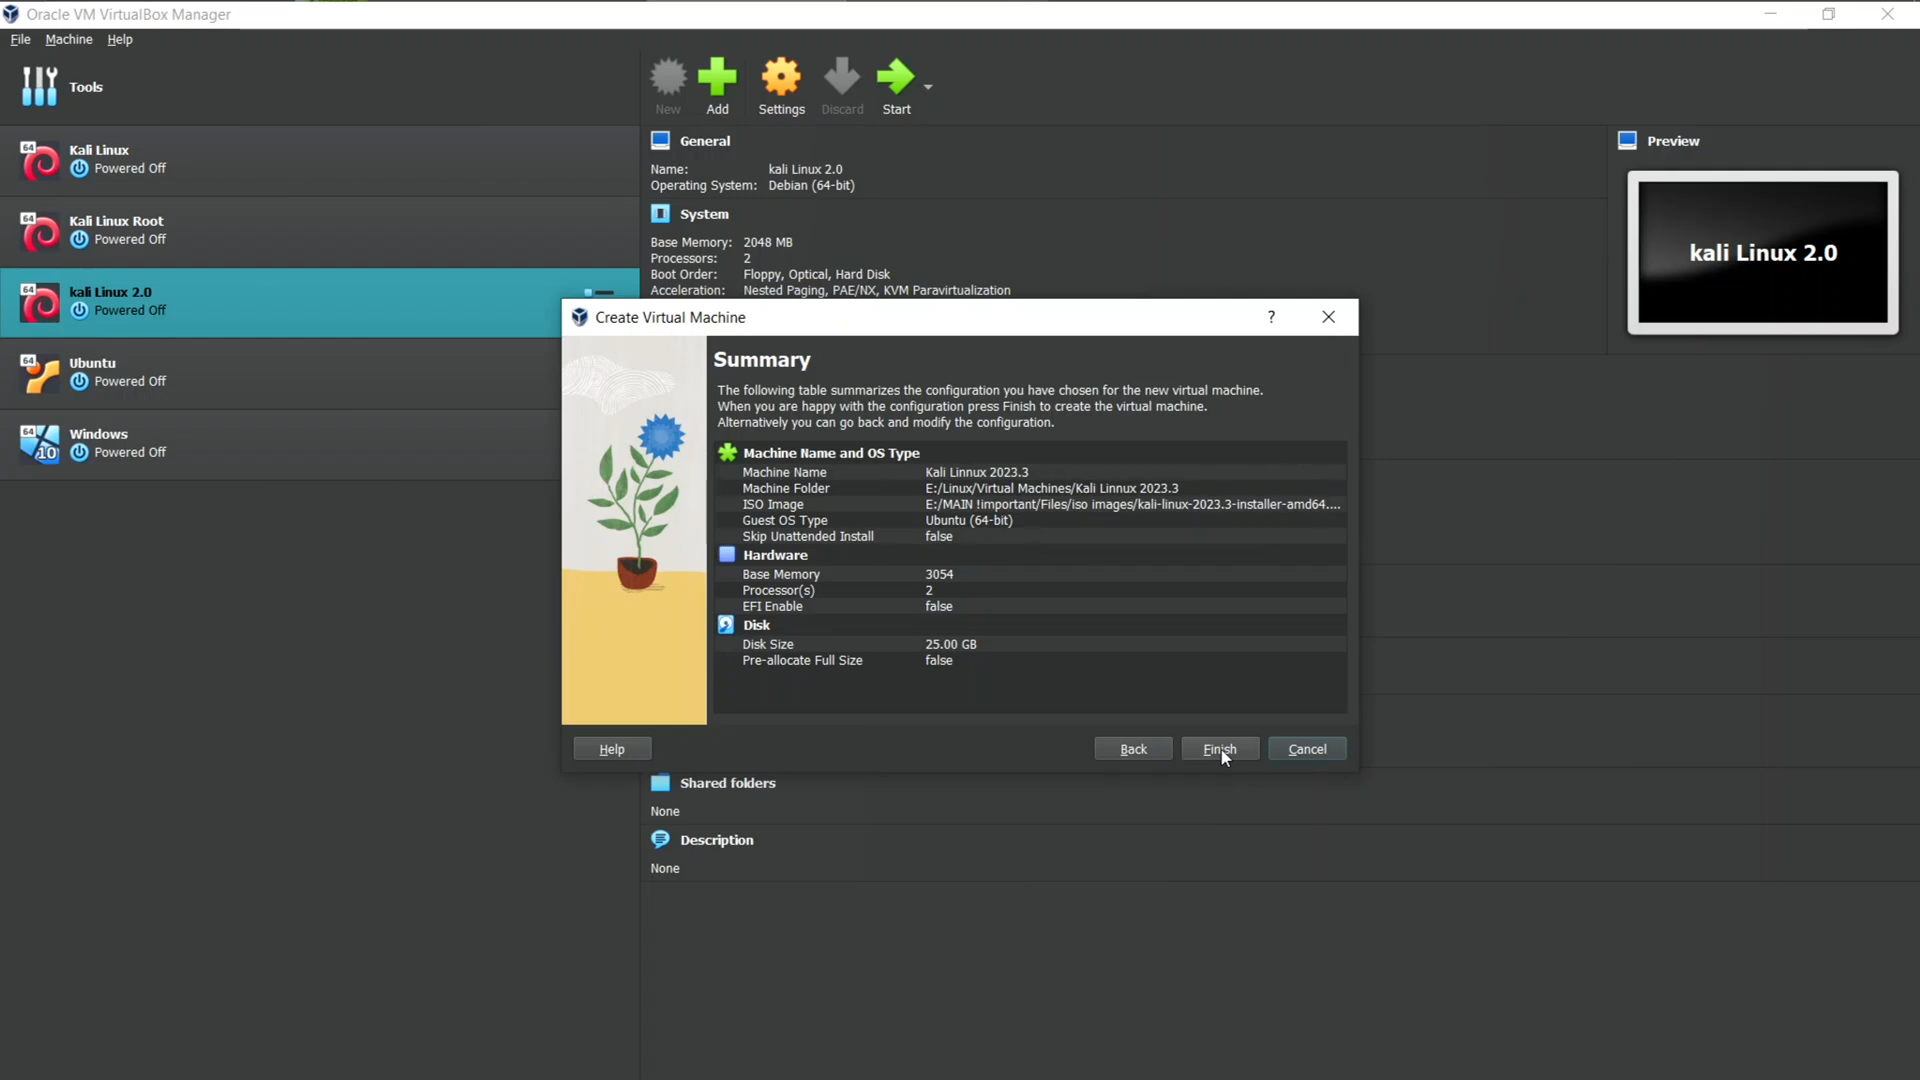 Oracle VM VirtualBox Manager
File Machine Help
Tools
New Add Settings Discard Start
64 Kali Linux
Powered Off
64 Kali Linux Root
Powered Off
64 kali Linux 2.0
Powered Off
64 Ubuntu
Powered Off
64 10 Windows
Powered Off
General
Name: kali Linux 2.0
Operating System: Debian (64-bit)
System
Base Memory: 2048 MB
Processors: 2
Boot Order: Floppy, Optical, Hard Disk
Acceleration: Nested Paging, PAE/NX, KVM Paravirtualization
Preview
kali Linux 2.0
Create Virtual Machine ?
Summary
The following table summarizes the configuration you have chosen for the new virtual machine.
When you are happy with the configuration press Finish to create the virtual machine.
Alternatively you can go back and modify the configuration.
Machine Name and OS Type
Machine Name Kali Linnux 2023.3
Machine Folder E:/Linux/Virtual Machines/Kali Linnux 2023.3
ISO Image E:/MAIN !important/Files/iso images/kali-linux-2023.3-installer-amd64....
Guest OS Type Ubuntu (64-bit)
Skip Unattended Install false
Hardware
Base Memory 3054
Processor(s) 2
EFI Enable false
Disk
Disk Size 25.00 GB
Pre-allocate Full Size false
Help Back Finish Cancel
Shared folders
None
Description
None